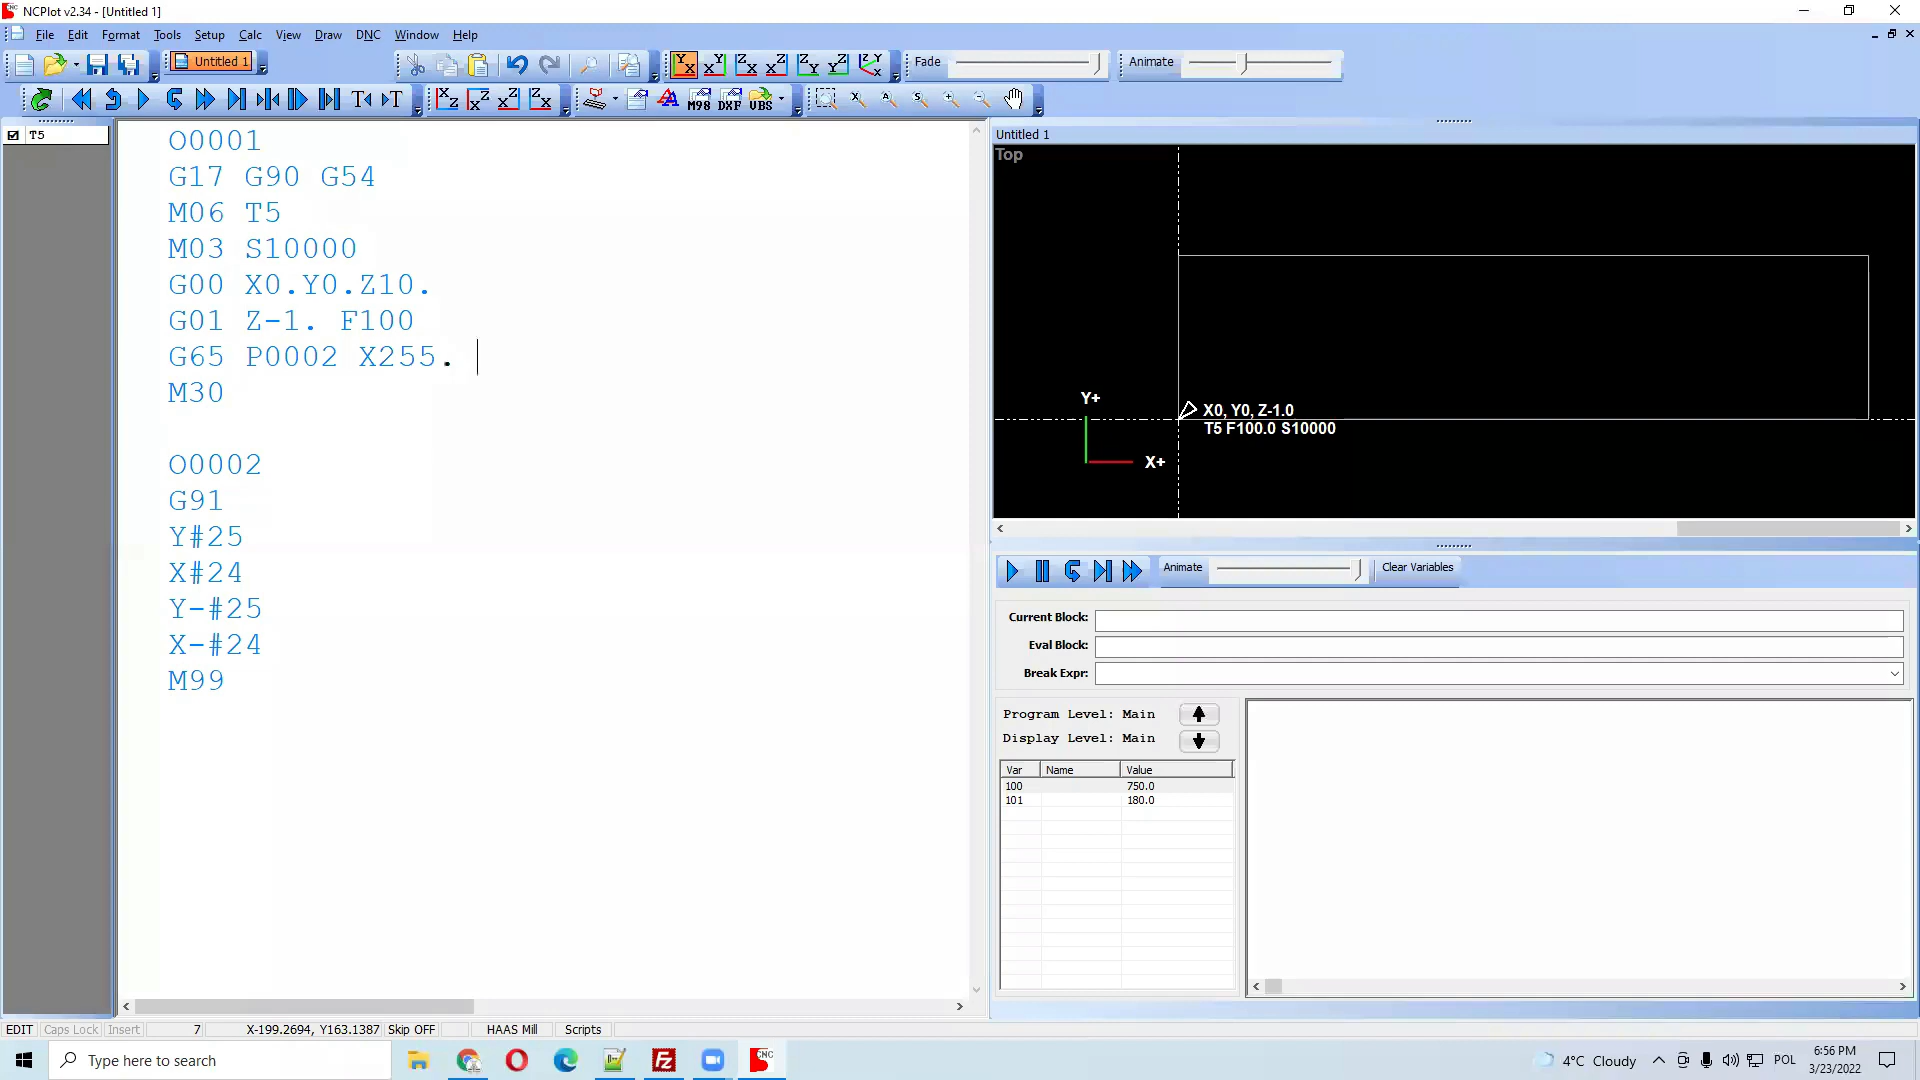 NCPlot v2.34 - [Untitled 1]
File Edit Format Tools Setup Calc View Draw DNC Window Help
Untitled 1
Fade
Animate
M98 DXF VBS
T5
O0001
G17 G90 G54
M06 T5
M03 S10000
G00 X0.Y0.Z10.
G01 Z-1. F100
G65 P0002 X255.
M30
O0002
G91
Y#25
X#24
Y-#25
X-#24
M99
Untitled 1
Top
Y+
X+
X0, Y0, Z-1.0
T5 F100.0 S10000
Animate
Clear Variables
Current Block:
Eval Block:
Break Expr:
Program Level: Main
Display Level: Main
Var Name Value
100 750.0
101 180.0
EDIT Caps Lock Insert 7 X-199.2694, Y163.1387 Skip OFF HAAS Mill Scripts
Type here to search
CNC
4°C Cloudy
POL
6:56 PM
3/23/2022